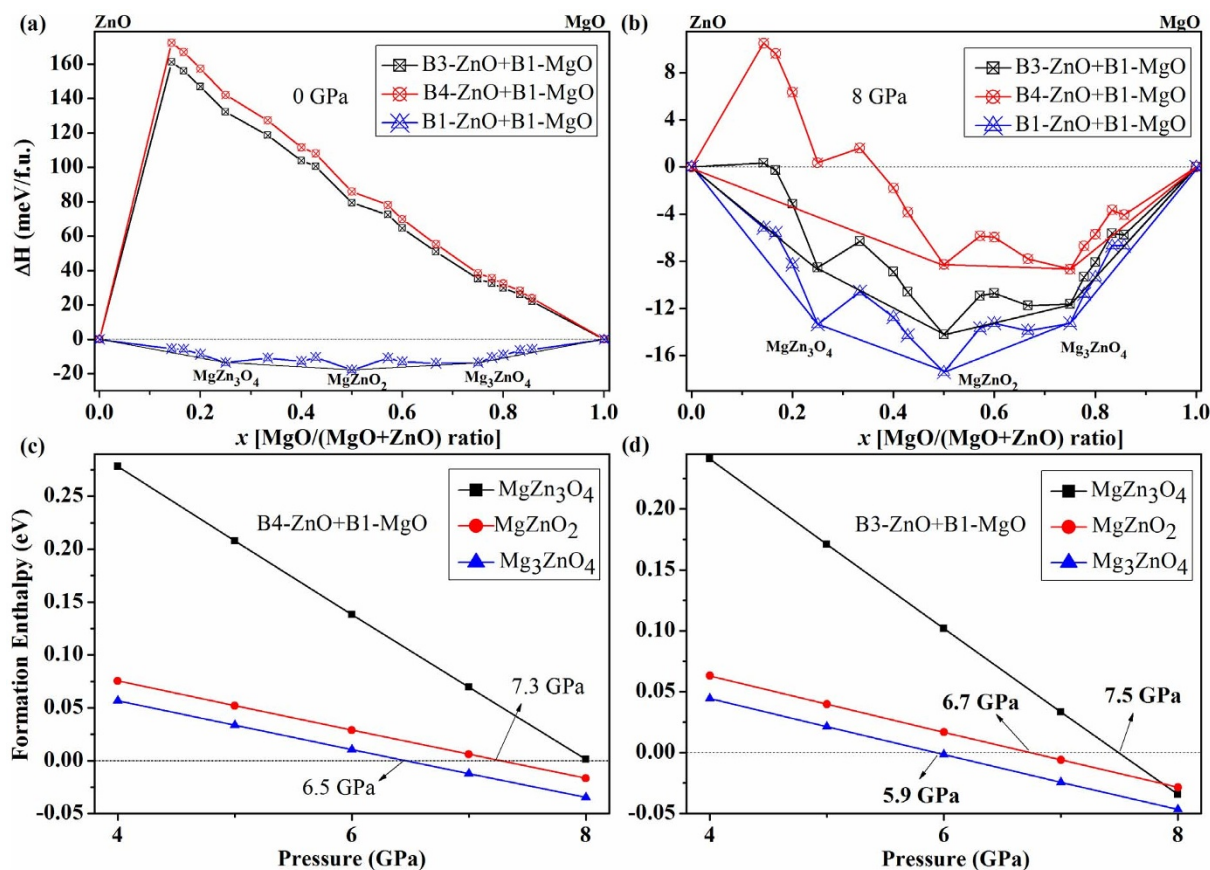 (a)
ZnO
MgO
160
140
120
100
80
60
40
20
0
-20
ΔH (meV/f.u.)
B3-ZnO+B1-MgO
B4-ZnO+B1-MgO
B1-ZnO+B1-MgO
0 GPa
MgZn3O4
MgZnO2
Mg3ZnO4
0.0 0.2 0.4 0.6 0.8 1.0
x [MgO/(MgO+ZnO) ratio]
(b)
ZnO
MgO
8
4
0
-4
-8
-12
-16
B3-ZnO+B1-MgO
B4-ZnO+B1-MgO
B1-ZnO+B1-MgO
8 GPa
MgZn3O4
MgZnO2
Mg3ZnO4
0.0 0.2 0.4 0.6 0.8 1.0
x [MgO/(MgO+ZnO) ratio]
(c)
0.25
0.20
0.15
0.10
0.05
0.00
-0.05
Formation Enthalpy (eV)
B4-ZnO+B1-MgO
MgZn3O4
MgZnO2
Mg3ZnO4
7.3 GPa
6.5 GPa
4 6 8
Pressure (GPa)
(d)
0.20
0.15
0.10
0.05
0.00
-0.05
B3-ZnO+B1-MgO
MgZn3O4
MgZnO2
Mg3ZnO4
6.7 GPa
7.5 GPa
5.9 GPa
4 6 8
Pressure (GPa)